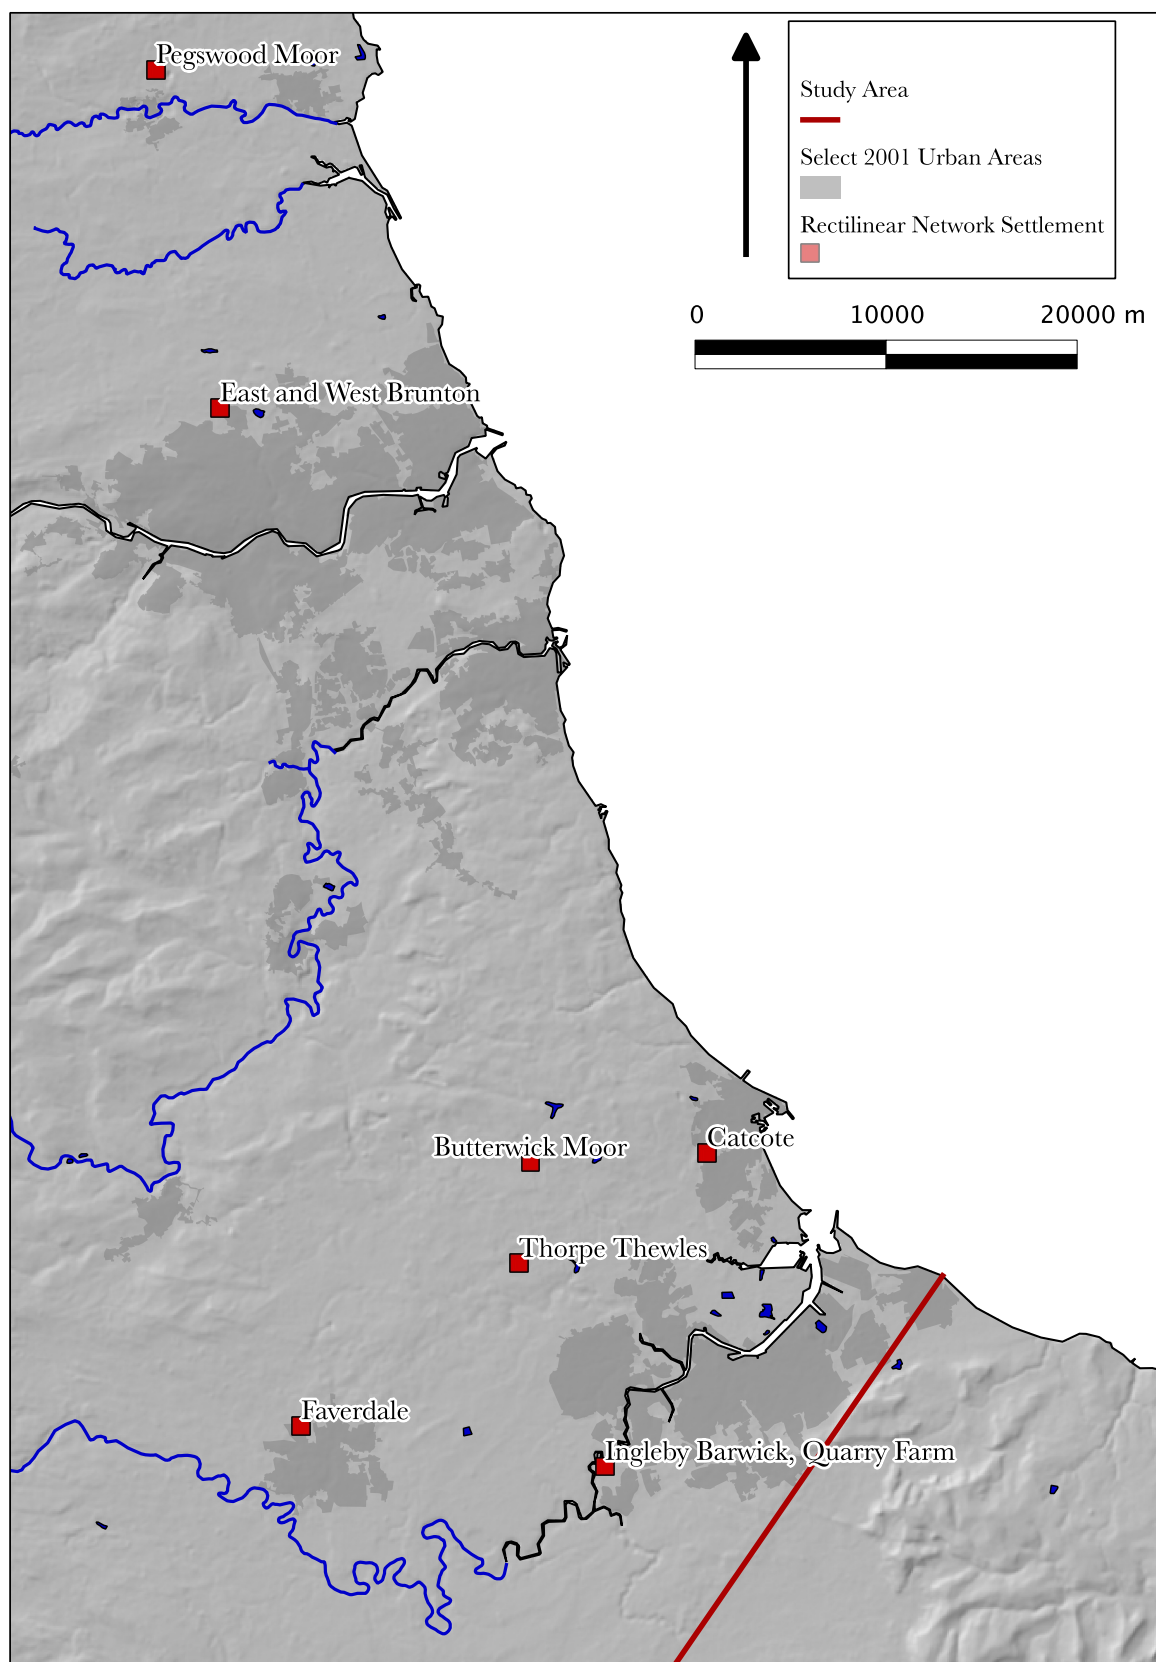 Pegswood Moor
Study Area
Select 2001 Urban Areas
Rectilinear Network Settlement
0 10000 20000 m
East and West Brunton
Butterwick Moor
Catcote
Thorpe Thewles
Faverdale
Ingleby Barwick, Quarry Farm